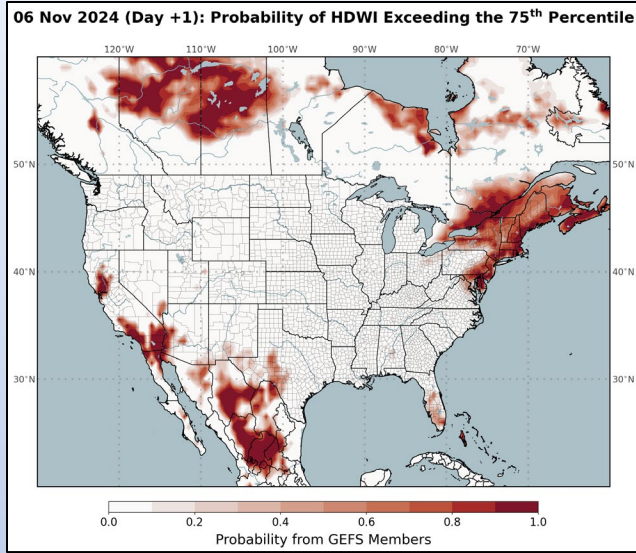 06 Nov 2024 (Day +1): Probability of HDWI Exceeding the 75th Percentile
120°W 110°W 100°W 90°W 80°W 70°W
50°N 50°N
40°N 40°N
30°N 30°N
0.0 0.2 0.4 0.6 0.8 1.0
Probability from GEFS Members